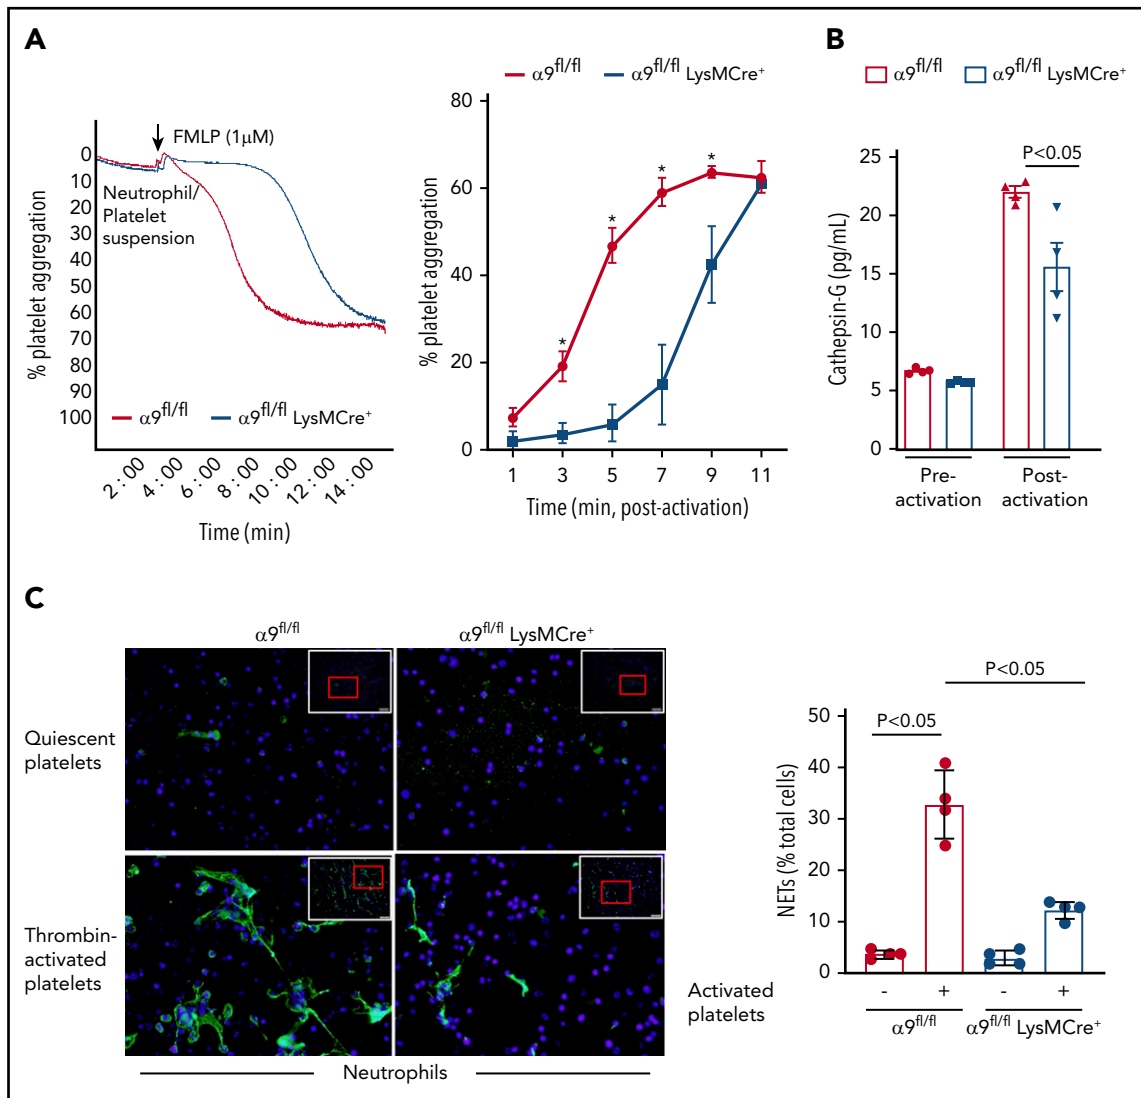 A
α9fl/fl
α9fl/fl LysMCre+
FMLP (1µM)
Neutrophil/
Platelet
suspension
% platelet aggregation
0
10
20
30
40
50
60
70
80
90
100
α9fl/fl
α9fl/fl LysMCre+
2:00
4:00
6:00
8:00
10:00
12:00
14:00
Time (min)
% platelet aggregation
80
60
40
20
0
*
*
*
*
*
1
3
5
7
9
11
Time (min, post-activation)
B
α9fl/fl
α9fl/fl LysMCre+
P<0.05
Cathepsin-G (pg/mL)
25
20
15
10
5
0
Pre-
activation
Post-
activation
C
α9fl/fl
α9fl/fl LysMCre+
Quiescent
platelets
Thrombin-
activated
platelets
Neutrophils
P<0.05
P<0.05
NETs (% total cells)
50
40
30
20
10
0
Activated
platelets
- + - +
α9fl/fl
α9fl/fl LysMCre+